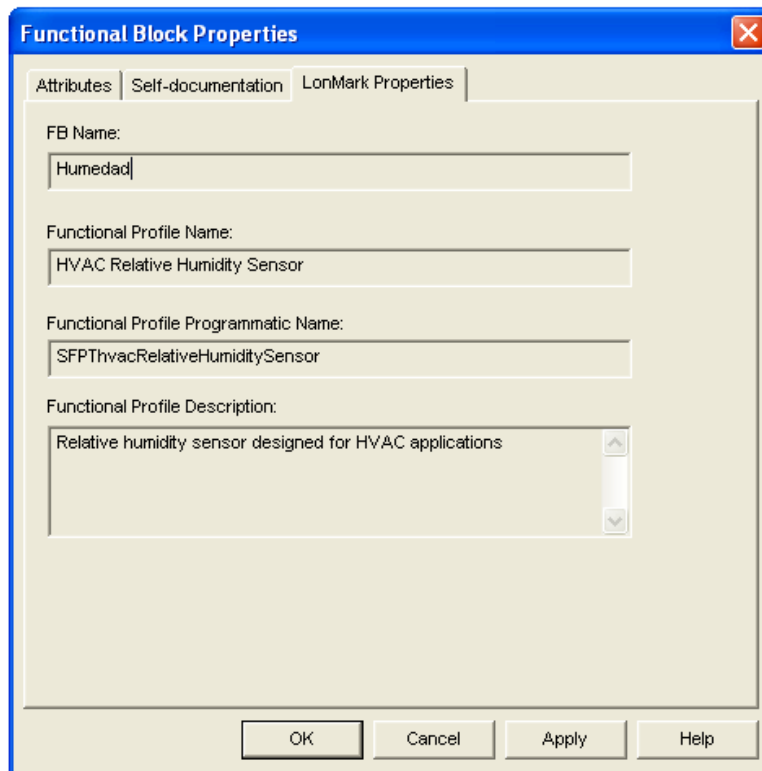 Functional Block Properties
Attributes Self-documentation LonMark Properties
FB Name:
Humedad
Functional Profile Name:
HVAC Relative Humidity Sensor
Functional Profile Programmatic Name:
SFPThvacRelativeHumiditySensor
Functional Profile Description:
Relative humidity sensor designed for HVAC applications
OK Cancel Apply Help